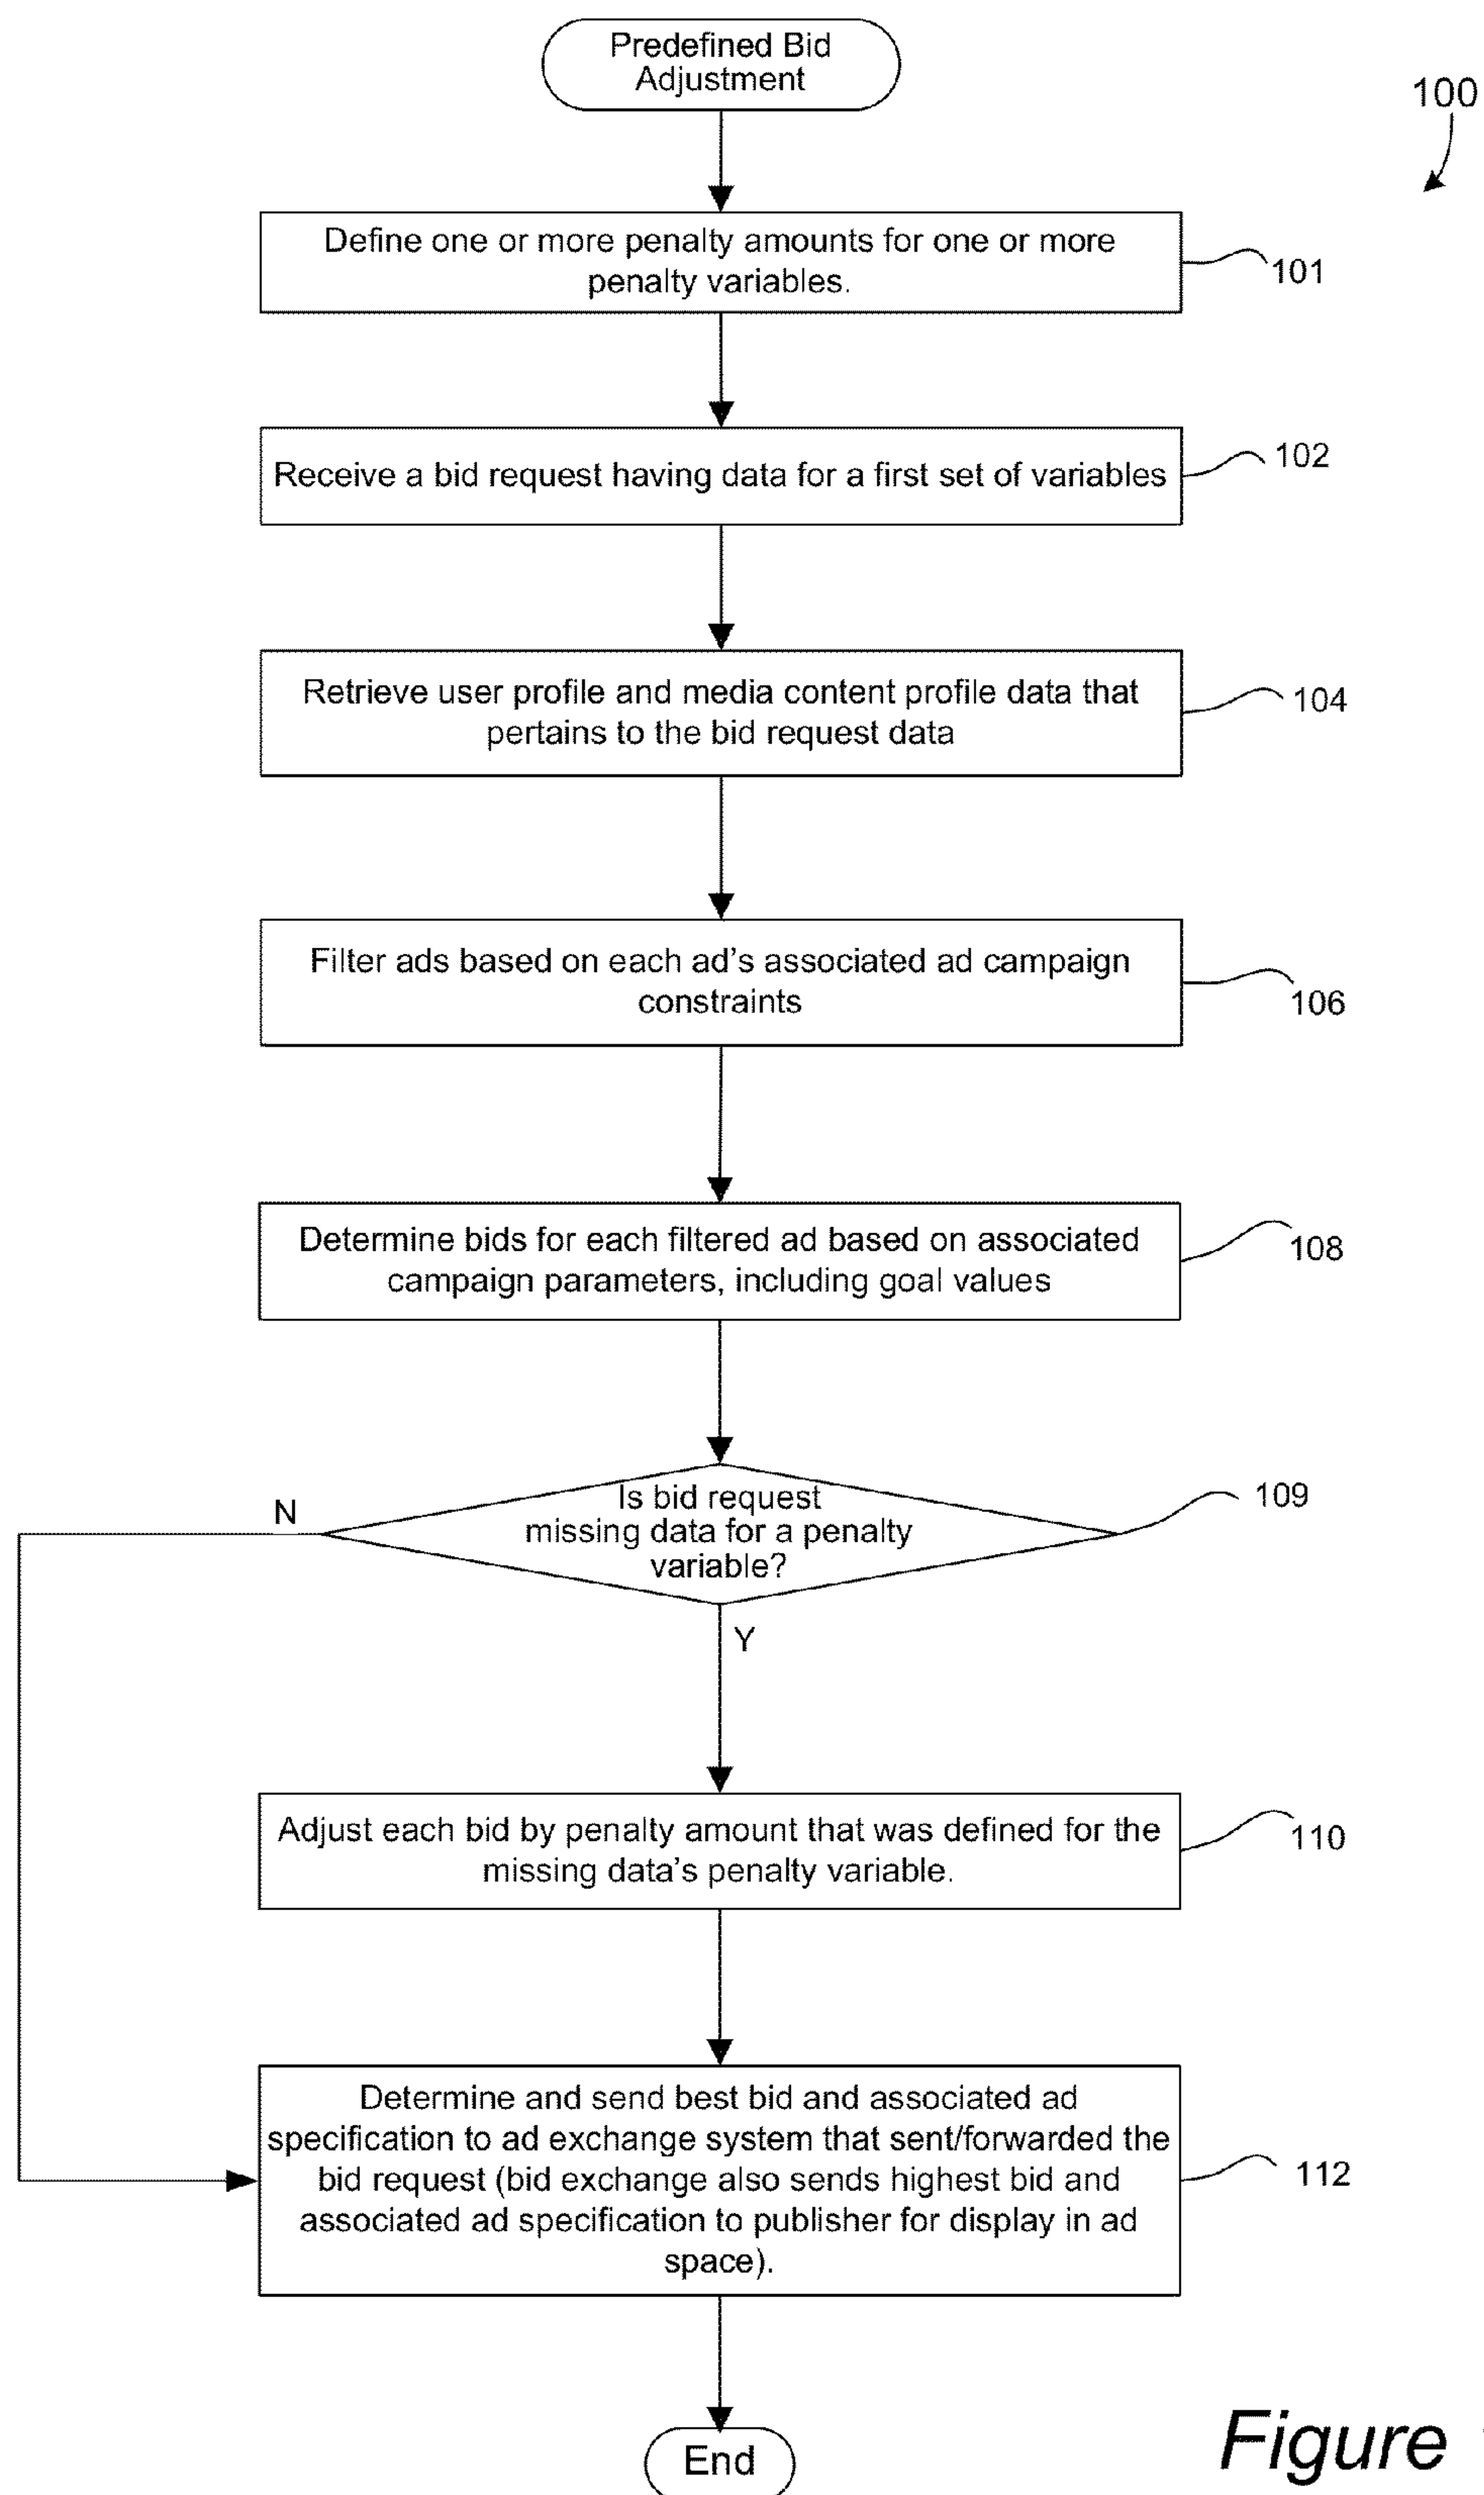 Predefined Bid
Adjustment
100
Define one or more penalty amounts for one or more
penalty variables.
101
Receive a bid request having data for a first set of variables
102
Retrieve user profile and media content profile data that
pertains to the bid request data
104
Filter ads based on each ad's associated ad campaign
constraints
106
Determine bids for each filtered ad based on associated
campaign parameters, including goal values
108
Is bid request
missing data for a penalty
variable?
109
N
Y
Adjust each bid by penalty amount that was defined for the
missing data's penalty variable.
110
Determine and send best bid and associated ad
specification to ad exchange system that sent/forwarded the
bid request (bid exchange also sends highest bid and
associated ad specification to publisher for display in ad
space).
112
End
Figure